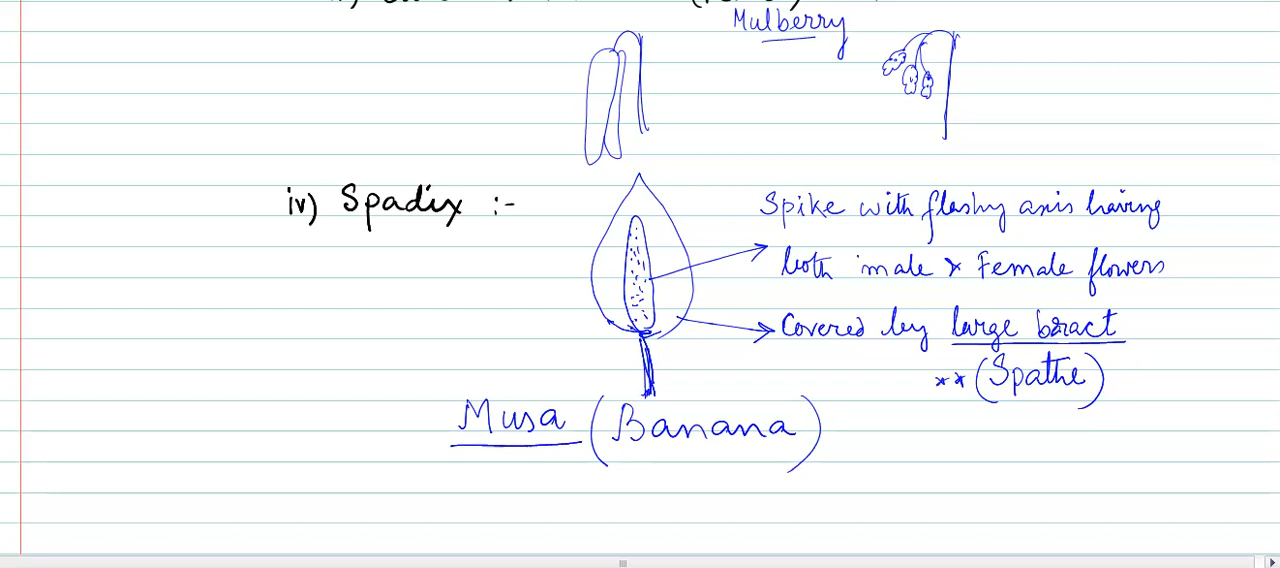 Mulberry
iv) Spadix :-
Spike with fleshy axis having
both male & Female flowers
Covered by large bract
** (Spathe)
Musa (Banana)